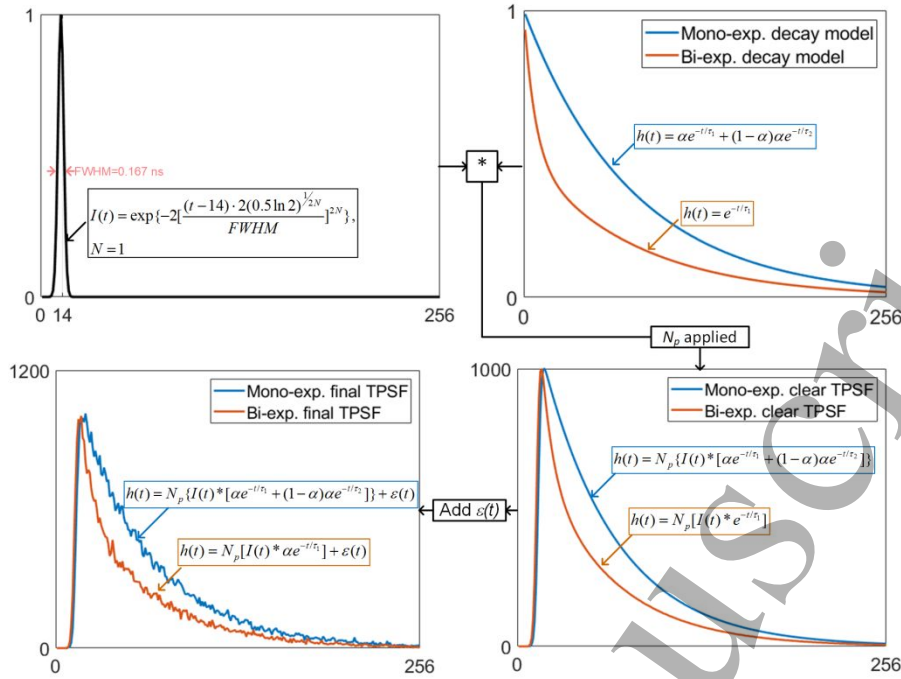 1
FWHM=0.167 ns
I(t) = exp{-2[(t-14)·2(0.5 ln 2)^{1/2N} / FWHM]^{2N}},
N = 1
0
0 14
256
*
1
Mono-exp. decay model
Bi-exp. decay model
h(t) = αe^{-t/τ₁} + (1-α)αe^{-t/τ₂}
h(t) = e^{-t/τ₁}
0
0
256
N_p applied
1200
Mono-exp. final TPSF
Bi-exp. final TPSF
h(t) = N_p{I(t)*[αe^{-t/τ₁} + (1-α)αe^{-t/τ₂}]} + ε(t)
h(t) = N_p[I(t)*αe^{-t/τ₁}] + ε(t)
0
0
256
Add ε(t)
1000
Mono-exp. clear TPSF
Bi-exp. clear TPSF
h(t) = N_p{I(t)*[αe^{-t/τ₁} + (1-α)αe^{-t/τ₂}]}
h(t) = N_p[I(t)*e^{-t/τ₁}]
0
0
256
uscri